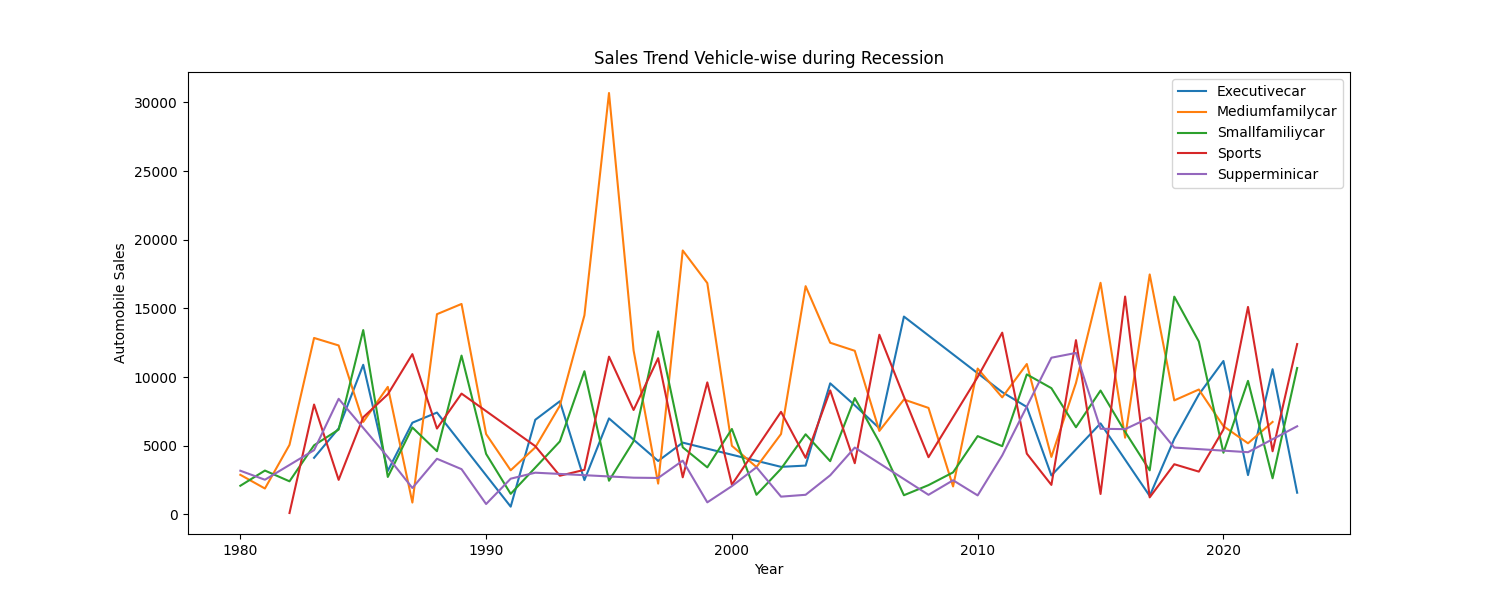 Sales Trend Vehicle-wise during Recession
Executivecar
Mediumfamilycar
Smallfamiliycar
Sports
Supperminicar
Automobile Sales
30000
25000
20000
15000
10000
5000
0
1980
1990
2000
2010
2020
Year